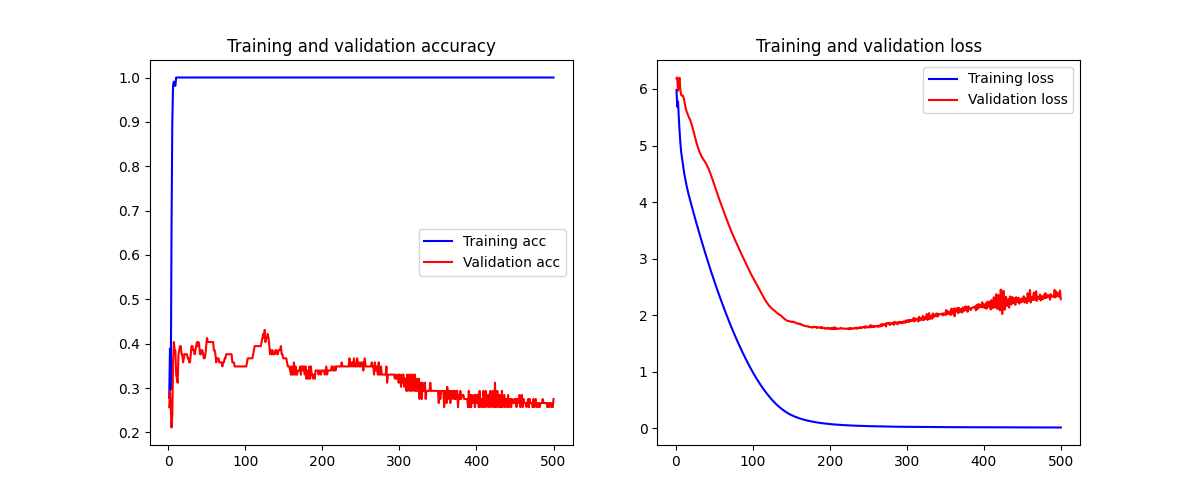 Training and validation accuracy
1.0
0.9
0.8
0.7
0.6
0.5
0.4
0.3
0.2
Training acc
Validation acc
0 100 200 300 400 500
Training and validation loss
6
5
4
3
2
1
0
Training loss
Validation loss
0 100 200 300 400 500